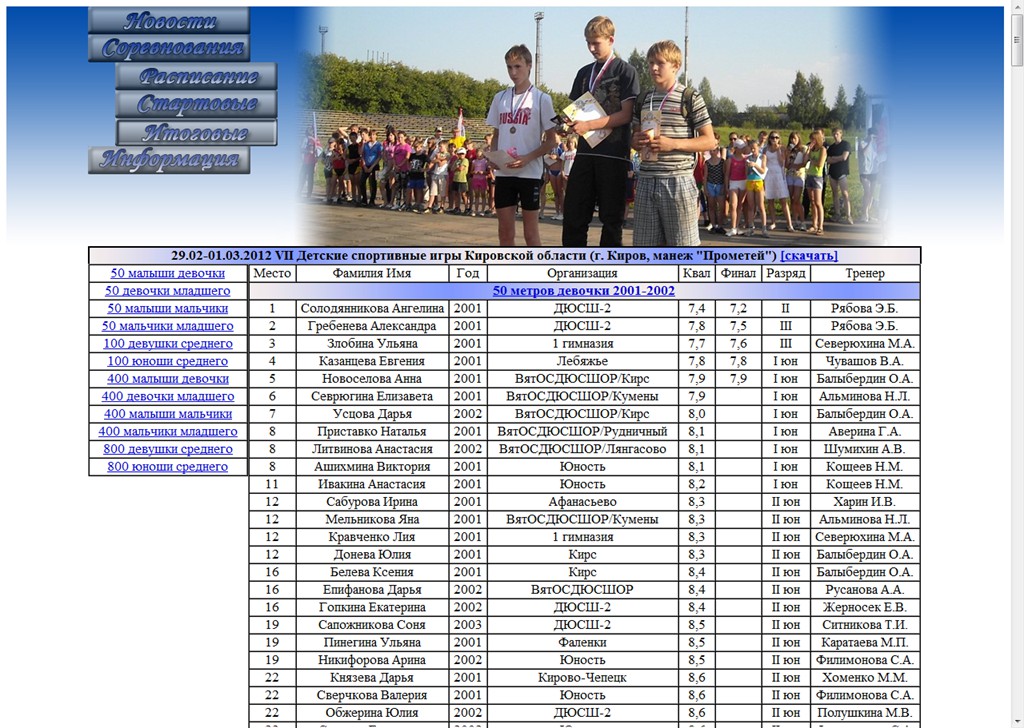 Новости
Соревнования
Расписание
Стартовые
Итоговые
Информация
RUSSIA
29.02-01.03.2012 VII Детские спортивные игры Кировской области (г. Киров, манеж "Прометей") [скачать]
50 малыши девочки
50 девочки младшего
50 малыши мальчики
50 мальчики младшего
100 девушки среднего
100 юноши среднего
400 малыши девочки
400 девочки младшего
400 малыши мальчики
400 мальчики младшего
800 девушки среднего
800 юноши среднего
Место Фамилия Имя Год Организация Квал Финал Разряд Тренер
50 метров девочки 2001-2002
1 Солодянникова Ангелина 2001 ДЮСШ-2 7,4 7,2 II Рябова Э.Б.
2 Гребенева Александра 2001 ДЮСШ-2 7,8 7,5 III Рябова Э.Б.
3 Злобина Ульяна 2001 1 гимназия 7,7 7,6 III Северюхина М.А.
4 Казанцева Евгения 2001 Лебяжье 7,8 7,8 I юн Чувашов В.А.
5 Новоселова Анна 2001 ВятОСДЮСШОР/Кирс 7,9 7,9 I юн Балыбердин О.А.
6 Севрюгина Елизавета 2001 ВятОСДЮСШОР/Кумены 7,9 I юн Альминова Н.Л.
7 Усцова Дарья 2002 ВятОСДЮСШОР/Кирс 8,0 I юн Балыбердин О.А.
8 Приставко Наталья 2001 ВятОСДЮСШОР/Рудничный 8,1 I юн Аверина Г.А.
8 Литвинова Анастасия 2002 ВятОСДЮСШОР/Лянгасово 8,1 I юн Шумихин А.В.
8 Ашихмина Виктория 2001 Юность 8,1 I юн Кощеев Н.М.
11 Ивакина Анастасия 2001 Юность 8,2 I юн Кощеев Н.М.
12 Сабурова Ирина 2001 Афанасьево 8,3 II юн Харин И.В.
12 Мельникова Яна 2001 ВятОСДЮСШОР/Кумены 8,3 II юн Альминова Н.Л.
12 Кравченко Лия 2001 1 гимназия 8,3 II юн Северюхина М.А.
12 Донева Юлия 2001 Кирс 8,3 II юн Балыбердин О.А.
16 Белева Ксения 2001 Кирс 8,4 II юн Балыбердин О.А.
16 Епифанова Дарья 2002 ВятОСДЮСШОР 8,4 II юн Русанова А.А.
16 Гопкина Екатерина 2002 ДЮСШ-2 8,4 II юн Жерносек Е.В.
19 Сапожникова Соня 2003 ДЮСШ-2 8,5 II юн Ситникова Т.И.
19 Пинегина Ульяна 2001 Фаленки 8,5 II юн Каратаева М.П.
19 Никифорова Арина 2002 Юность 8,5 II юн Филимонова С.А.
22 Князева Дарья 2001 Кирово-Чепецк 8,6 II юн Хоменко М.М.
22 Сверчкова Валерия 2001 Юность 8,6 II юн Филимонова С.А.
22 Обжерина Юлия 2002 ДЮСШ-2 8,6 II юн Полушкина М.В.